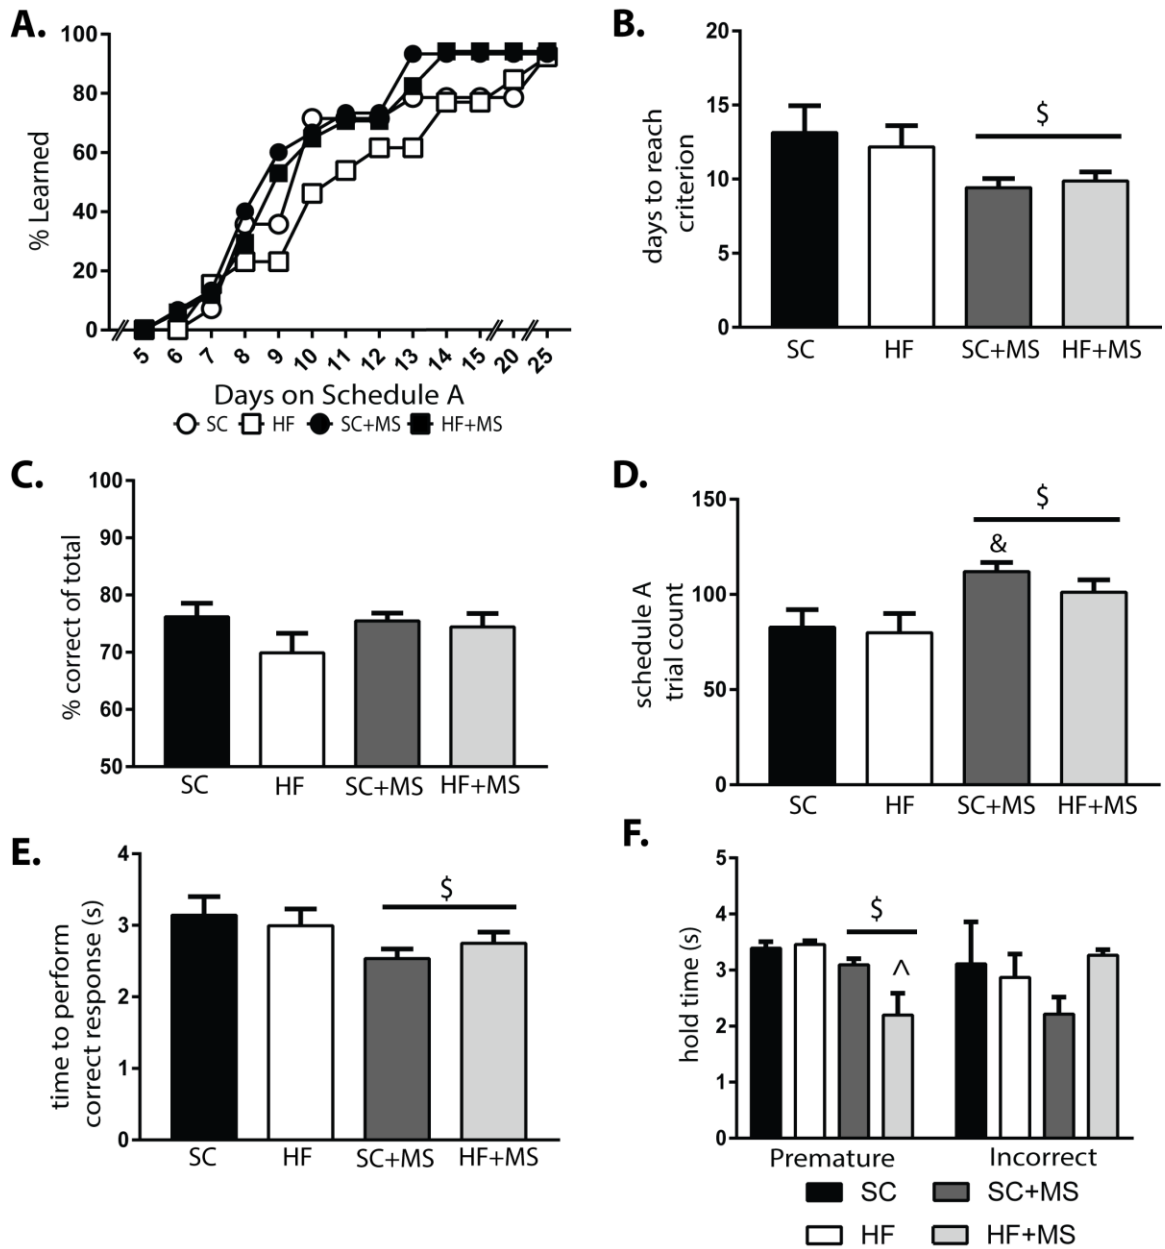 A.
100
80
60
40
20
0
% Learned
5 6 7 8 9 10 11 12 13 14 15 20 25
Days on Schedule A
SC HF SC+MS HF+MS
B.
20
15
10
5
0
days to reach
criterion
$
SC HF SC+MS HF+MS
C.
100
90
80
70
60
50
% correct of total
SC HF SC+MS HF+MS
D.
150
100
50
0
schedule A
trial count
$
&
SC HF SC+MS HF+MS
E.
4
3
2
1
0
time to perform
correct response (s)
$
SC HF SC+MS HF+MS
F.
5
4
3
2
1
0
hold time (s)
$
^
Premature Incorrect
SC SC+MS
HF HF+MS